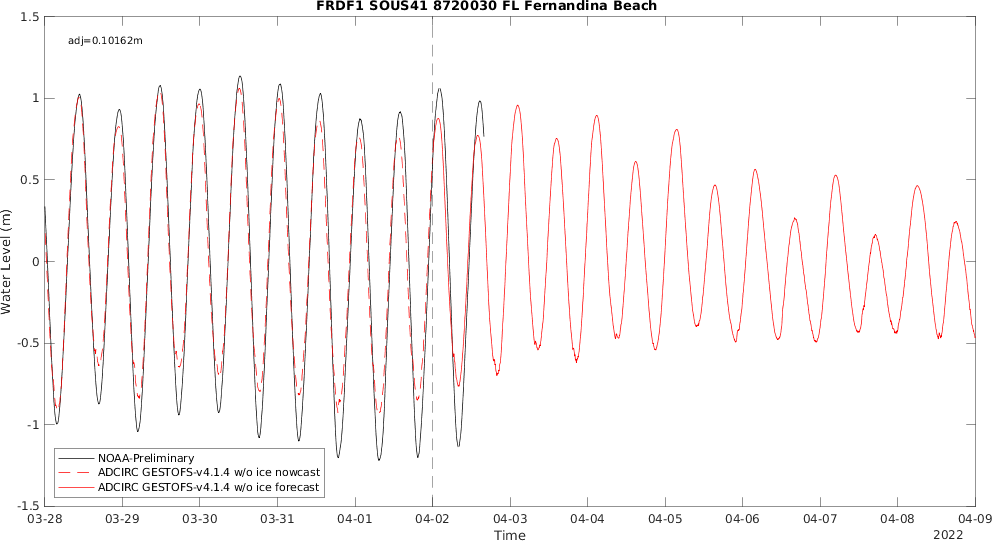 FRDF1 SOUS41 8720030 FL Fernandina Beach
adj=0.10162m
1.5
1
0.5
0
-0.5
-1
-1.5
Water Level (m)
NOAA-Preliminary
ADCIRC GESTOFS-v4.1.4 w/o ice nowcast
ADCIRC GESTOFS-v4.1.4 w/o ice forecast
03-28 03-29 03-30 03-31 04-01 04-02 04-03 04-04 04-05 04-06 04-07 04-08 04-09
Time
2022